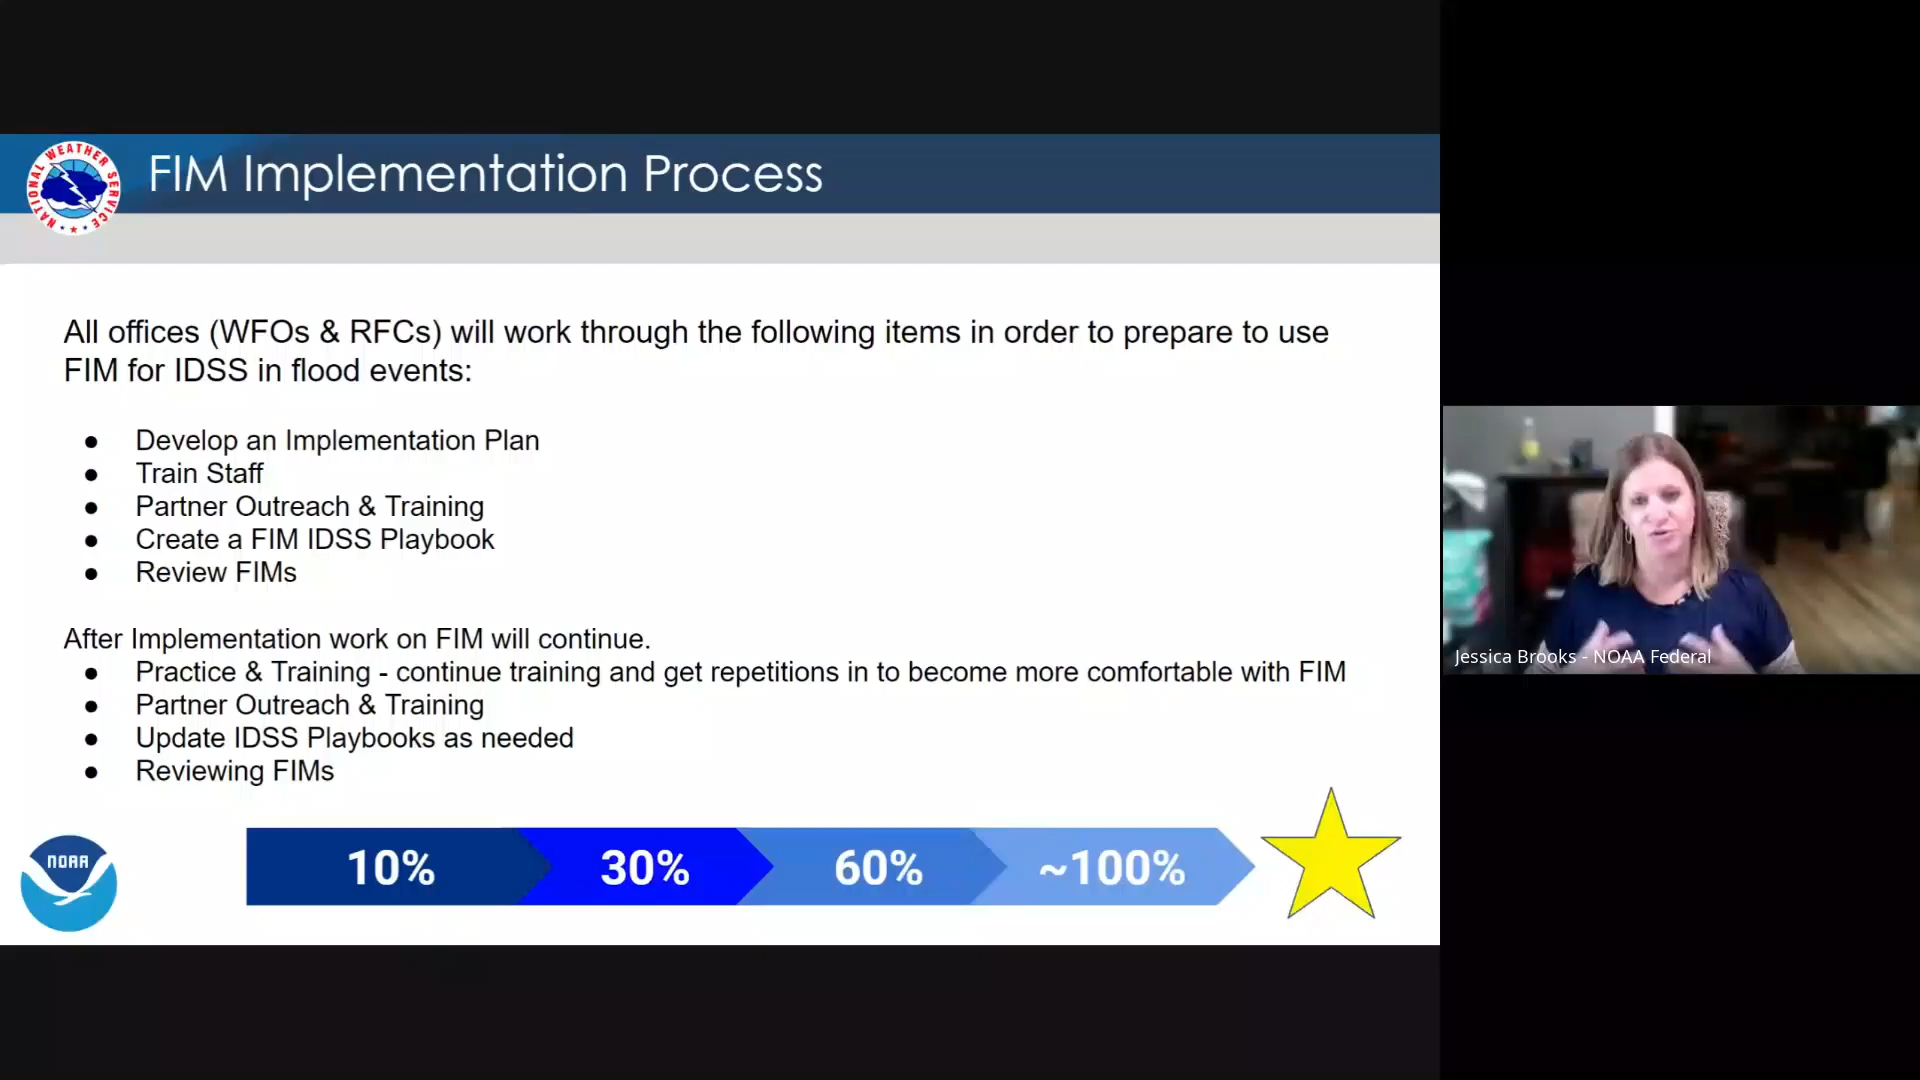 NATIONAL WEATHER SERVICE
FIM Implementation Process
All offices (WFOs & RFCs) will work through the following items in order to prepare to use
FIM for IDSS in flood events:
● Develop an Implementation Plan
● Train Staff
● Partner Outreach & Training
● Create a FIM IDSS Playbook
● Review FIMs
After Implementation work on FIM will continue.
● Practice & Training - continue training and get repetitions in to become more comfortable with FIM
● Partner Outreach & Training
● Update IDSS Playbooks as needed
● Reviewing FIMs
NOAA
10% 30% 60% ~100%
Jessica Brooks - NOAA Federal